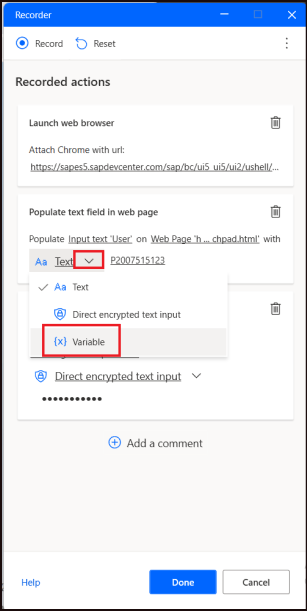 Recorder
Record Reset
Recorded actions
Launch web browser
Attach Chrome with url:
https://sapes5.sapdevcenter.com/sap/bc/ui5_ui5/ui2/ushell/...
Populate text field in web page
Populate Input text 'User' on Web Page 'h ... chpad.html' with
Aa Text P2007515123
Aa Text
Direct encrypted text input
{x} Variable
Direct encrypted text input
•••••••••••
Add a comment
Help Done Cancel